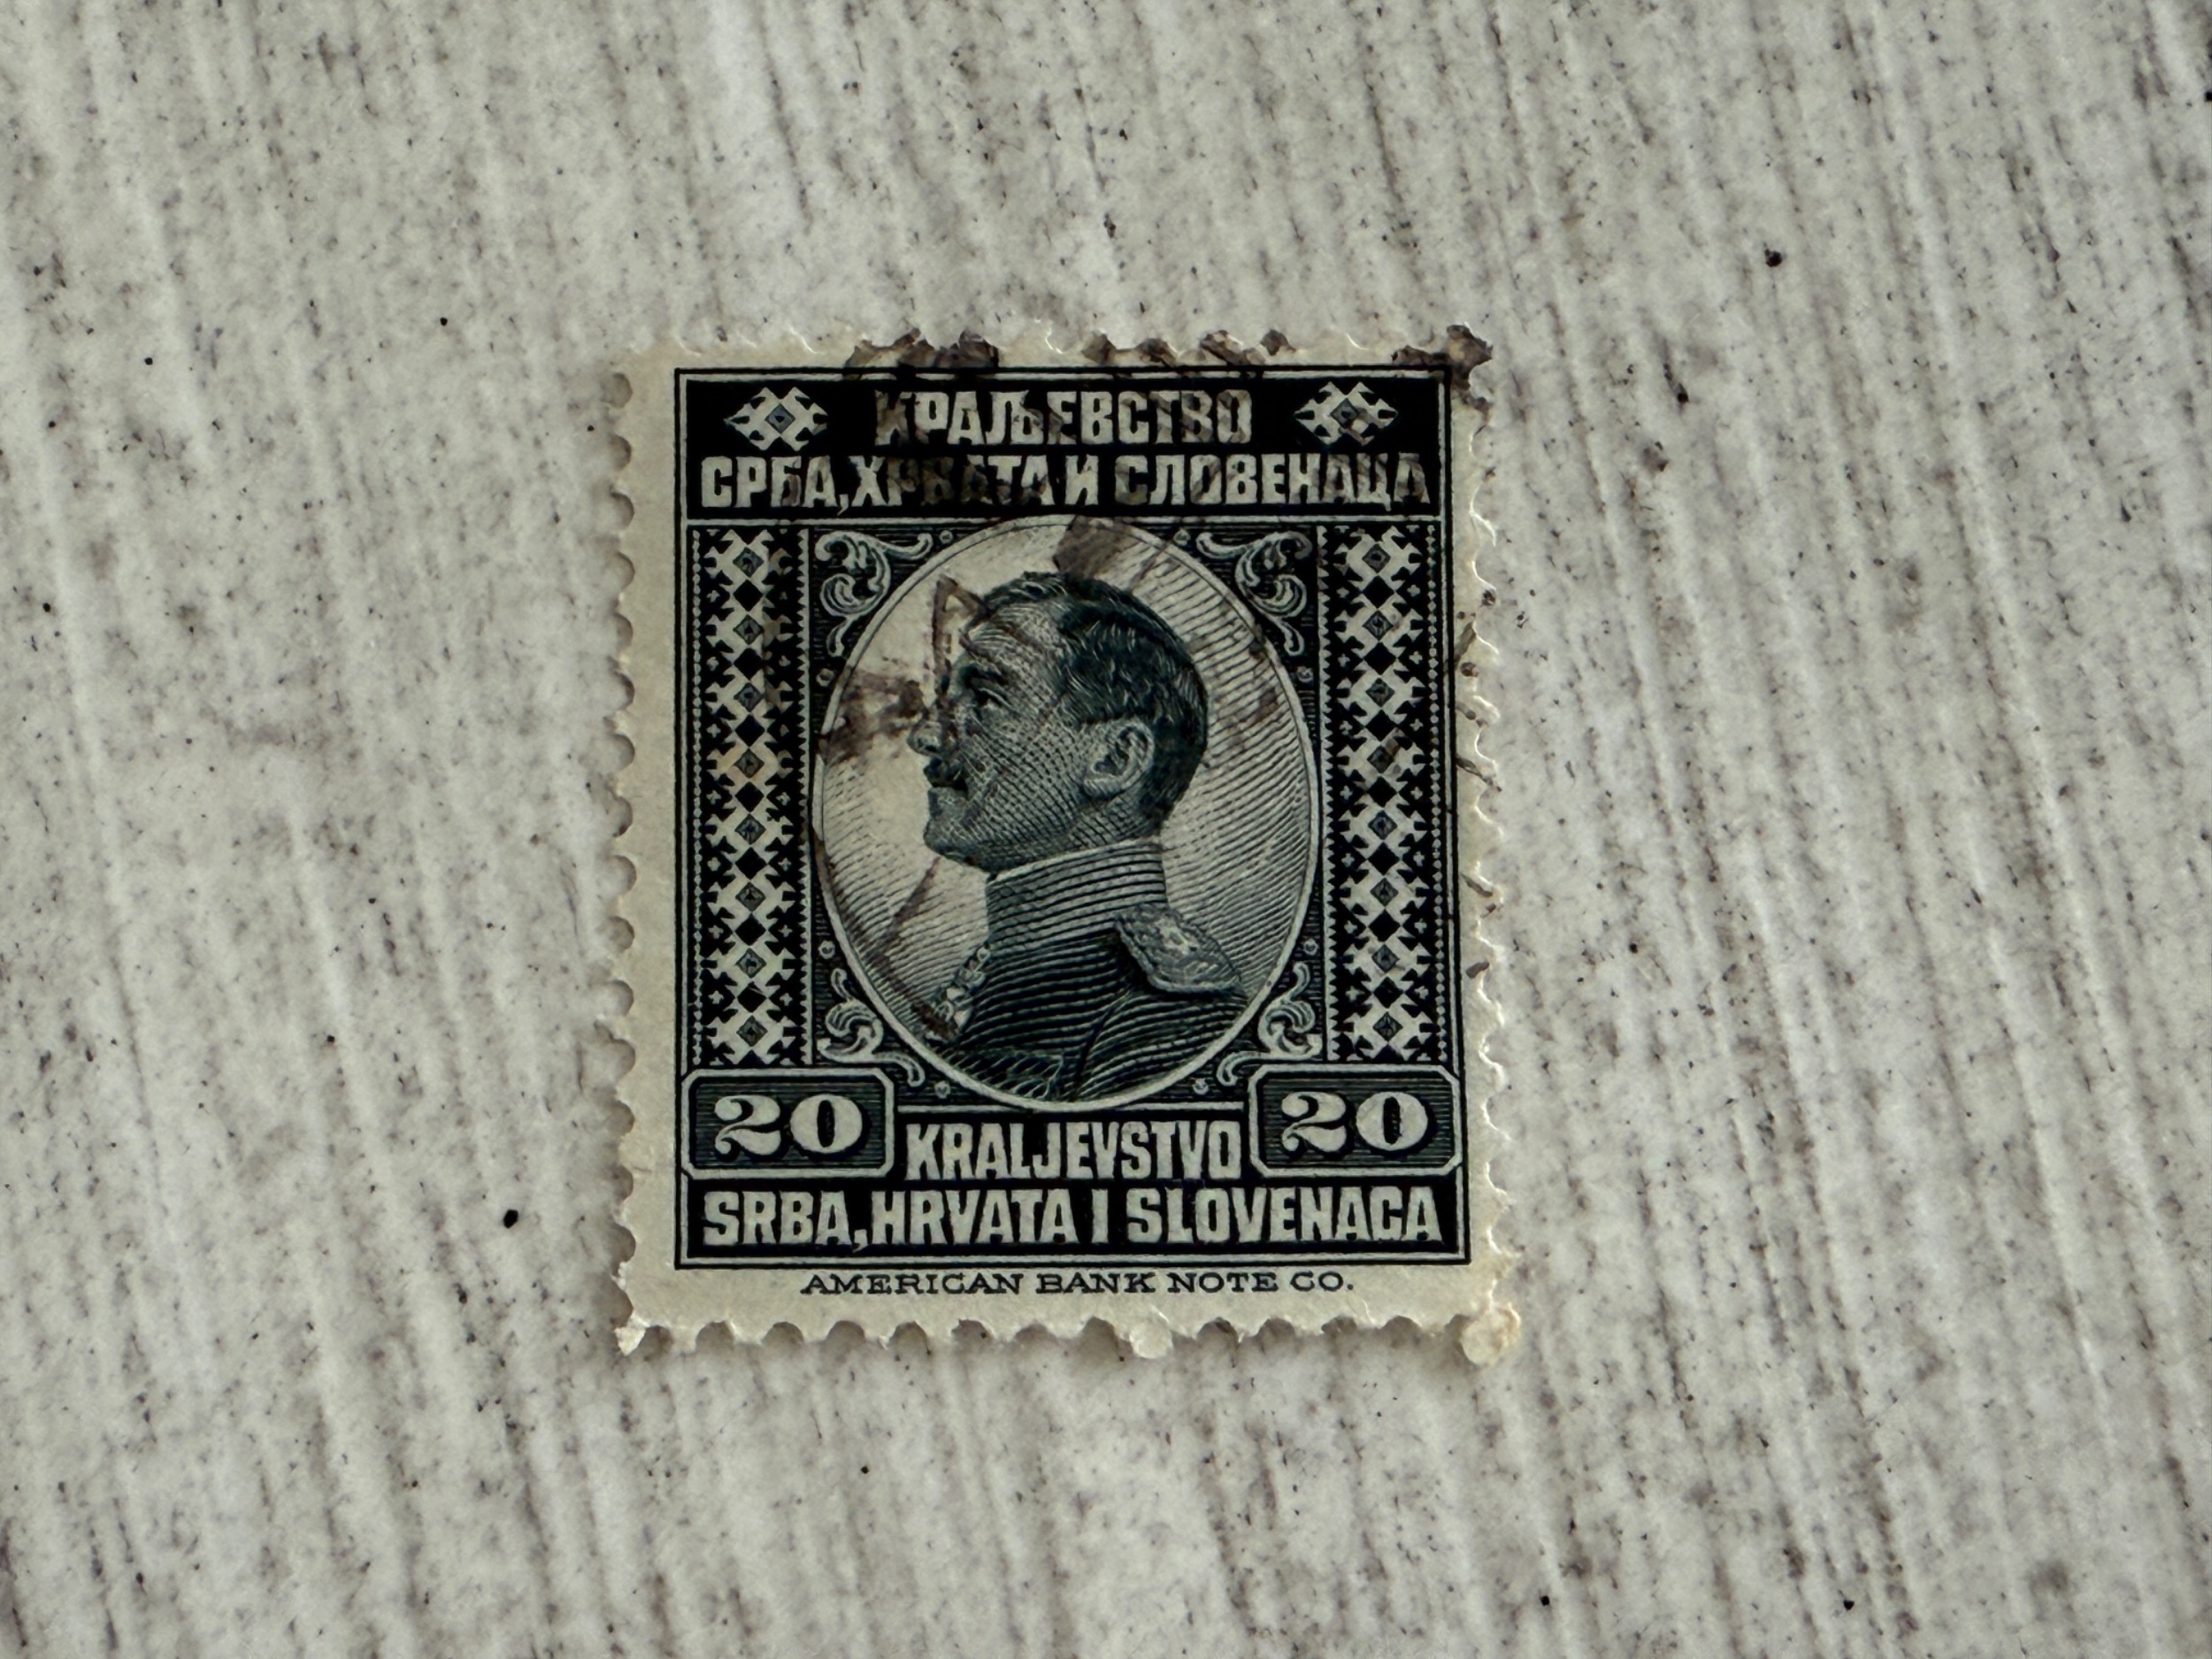 КРАЉЕВСТВО
СРБА, ХРВАТА И СЛОВЕНАЦА
20 KRALJEVSTVO 20
SRBA, HRVATA I SLOVENACA
AMERICAN BANK NOTE CO.